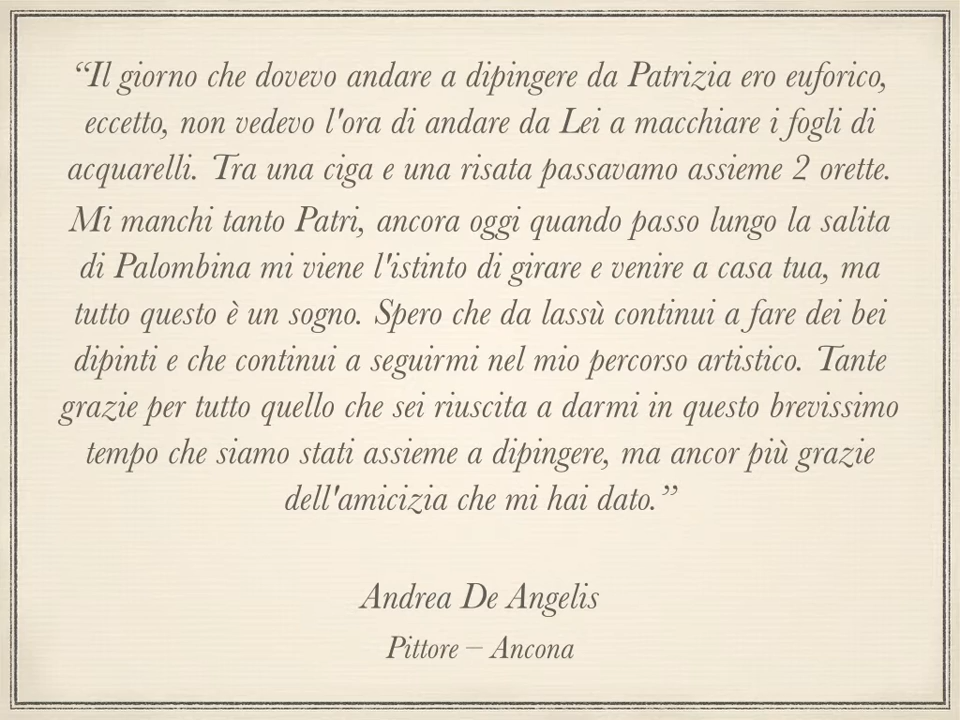 “Il giorno che dovevo andare a dipingere da Patrizia ero euforico,
eccetto, non vedevo l'ora di andare da Lei a macchiare i fogli di
acquarelli. Tra una ciga e una risata passavamo assieme 2 orette.
Mi manchi tanto Patri, ancora oggi quando passo lungo la salita
di Palombina mi viene l'istinto di girare e venire a casa tua, ma
tutto questo è un sogno. Spero che da lassù continui a fare dei bei
dipinti e che continui a seguirmi nel mio percorso artistico. Tante
grazie per tutto quello che sei riuscita a darmi in questo brevissimo
tempo che siamo stati assieme a dipingere, ma ancor più grazie
dell'amicizia che mi hai dato.”
Andrea De Angelis
Pittore – Ancona